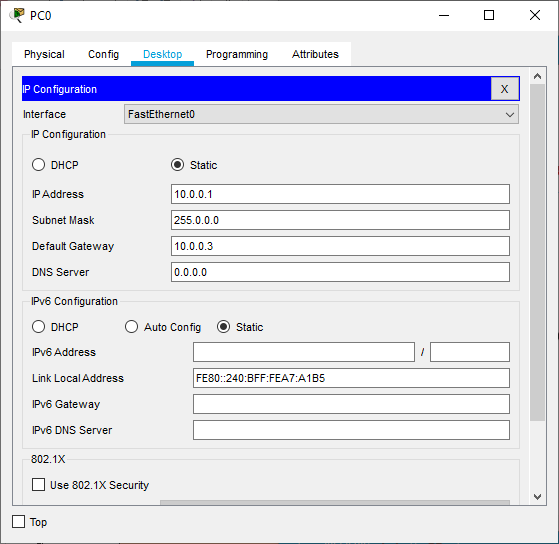 PC0
Physical Config Desktop Programming Attributes
IP Configuration X
Interface FastEthernet0
IP Configuration
DHCP Static
IP Address 10.0.0.1
Subnet Mask 255.0.0.0
Default Gateway 10.0.0.3
DNS Server 0.0.0.0
IPv6 Configuration
DHCP Auto Config Static
IPv6 Address /
Link Local Address FE80::240:BFF:FEA7:A1B5
IPv6 Gateway
IPv6 DNS Server
802.1X
Use 802.1X Security
Top